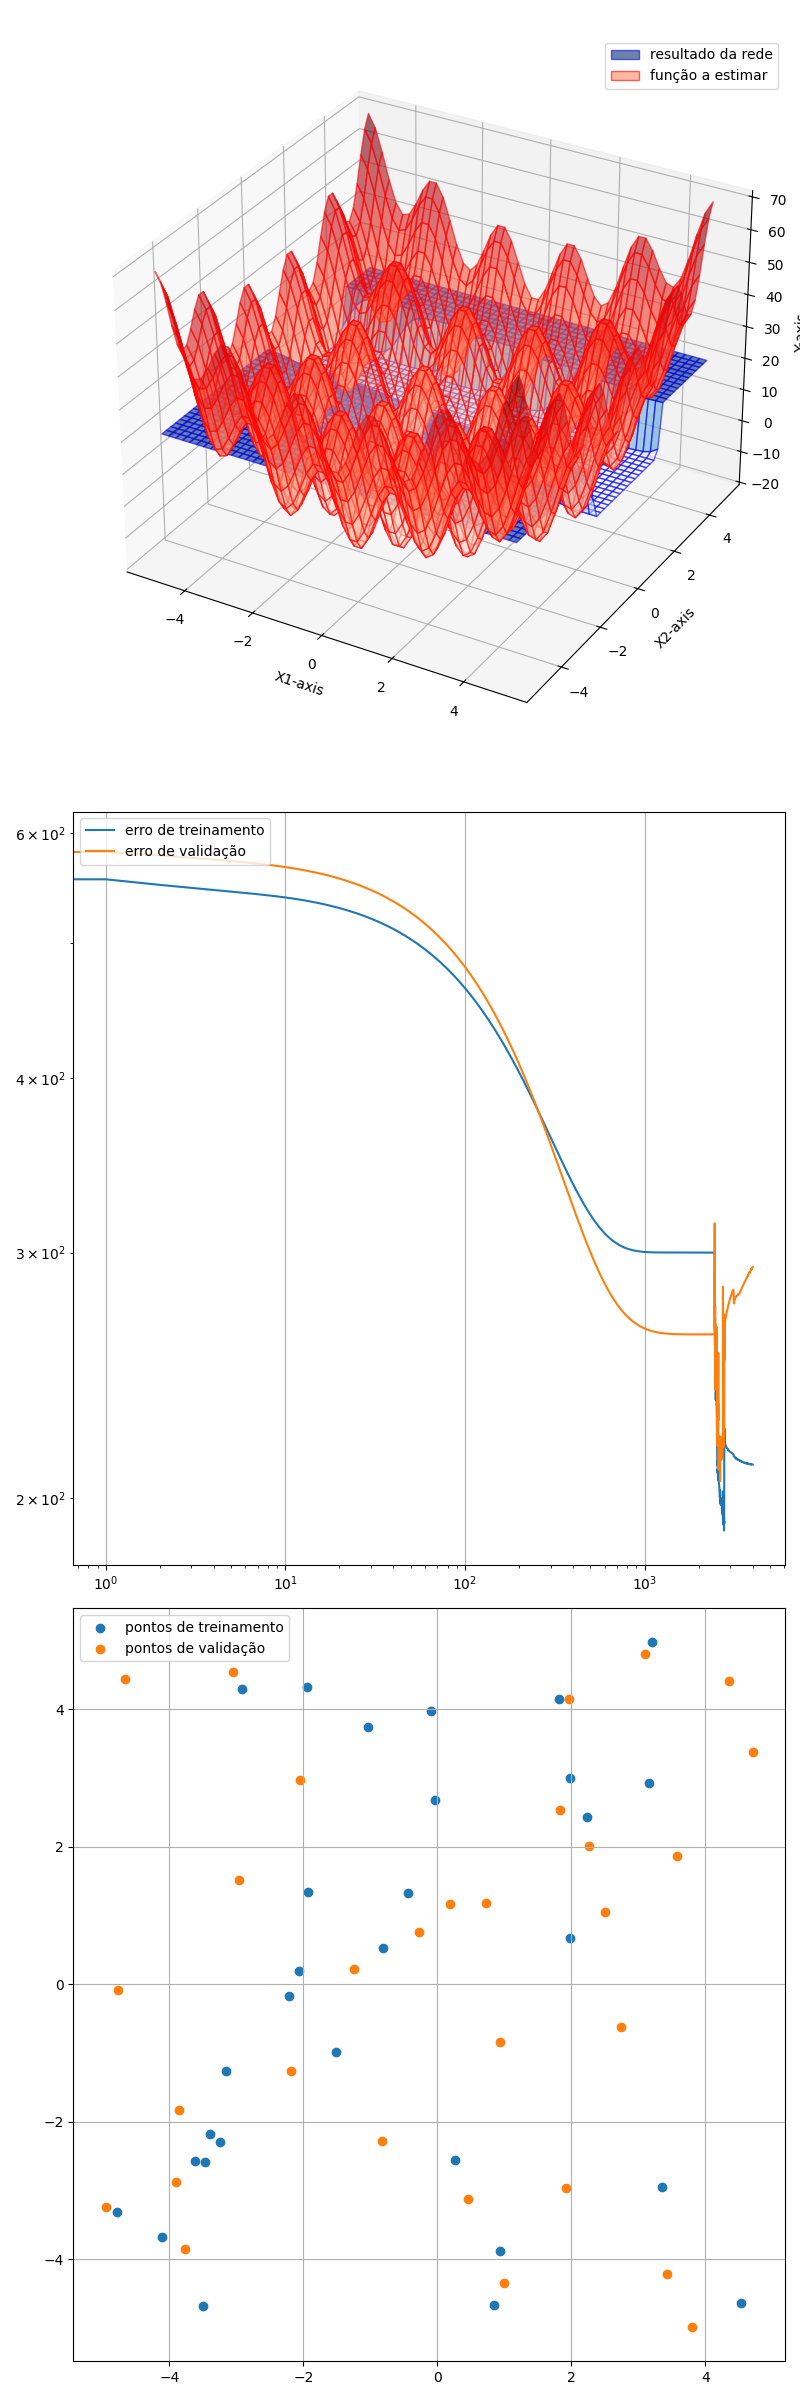 resultado da rede
função a estimar
70
60
50
40
30
20
10
0
−10
−20
4
2
0
−2
−4
X2-axis
−4
−2
0
2
4
X1-axis
6 × 10²
4 × 10²
3 × 10²
2 × 10²
erro de treinamento
erro de validação
10⁰
10¹
10²
10³
pontos de treinamento
pontos de validação
4
2
0
−2
−4
−4
−2
0
2
4